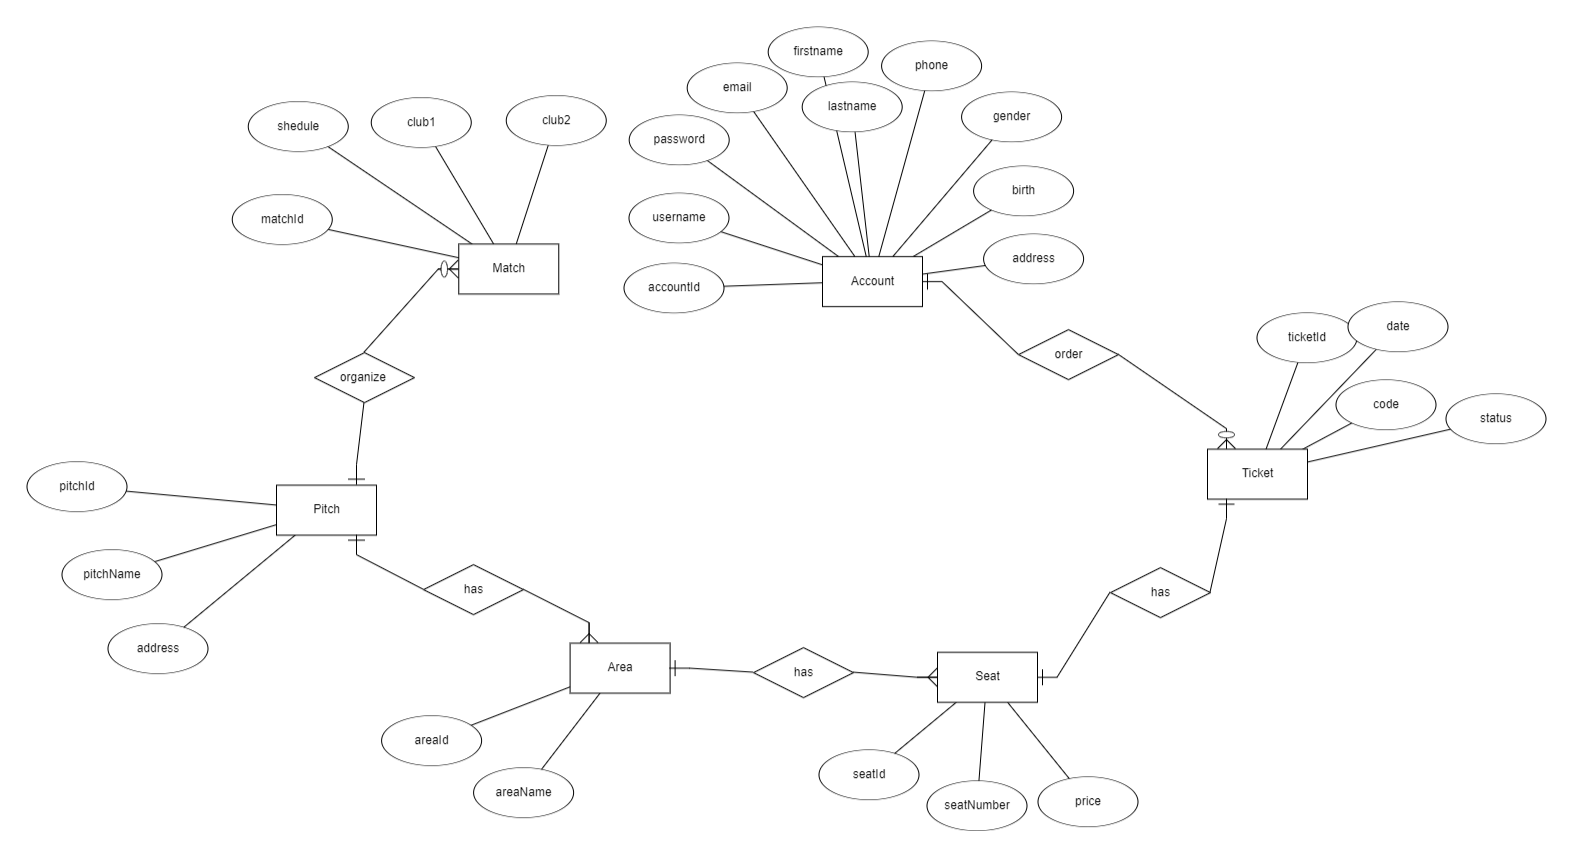 firstname
phone
email
lastname
shedule
club1
club2
gender
password
birth
matchId
username
address
Match
Account
accountId
order
ticketId
date
organize
code
status
Ticket
pitchId
Pitch
pitchName
has
has
address
Area
has
Seat
areaId
seatId
areaName
seatNumber
price